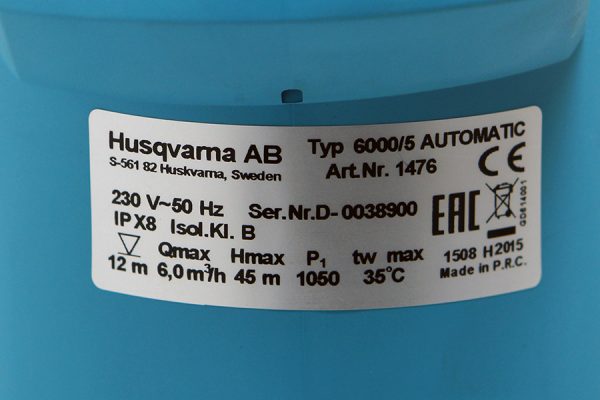 Husqvarna AB
S-561 82 Huskvarna, Sweden
Typ 6000/5 AUTOMATIC
Art.Nr. 1476
CE
230 V~50 Hz Ser.Nr.D- 0038900
IPX8 Isol.Kl. B
EAC
GD614001
Qmax Hmax P1 tw max
12 m 6,0 m³/h 45 m 1050 35°C
1508 H2015
Made in P.R.C.